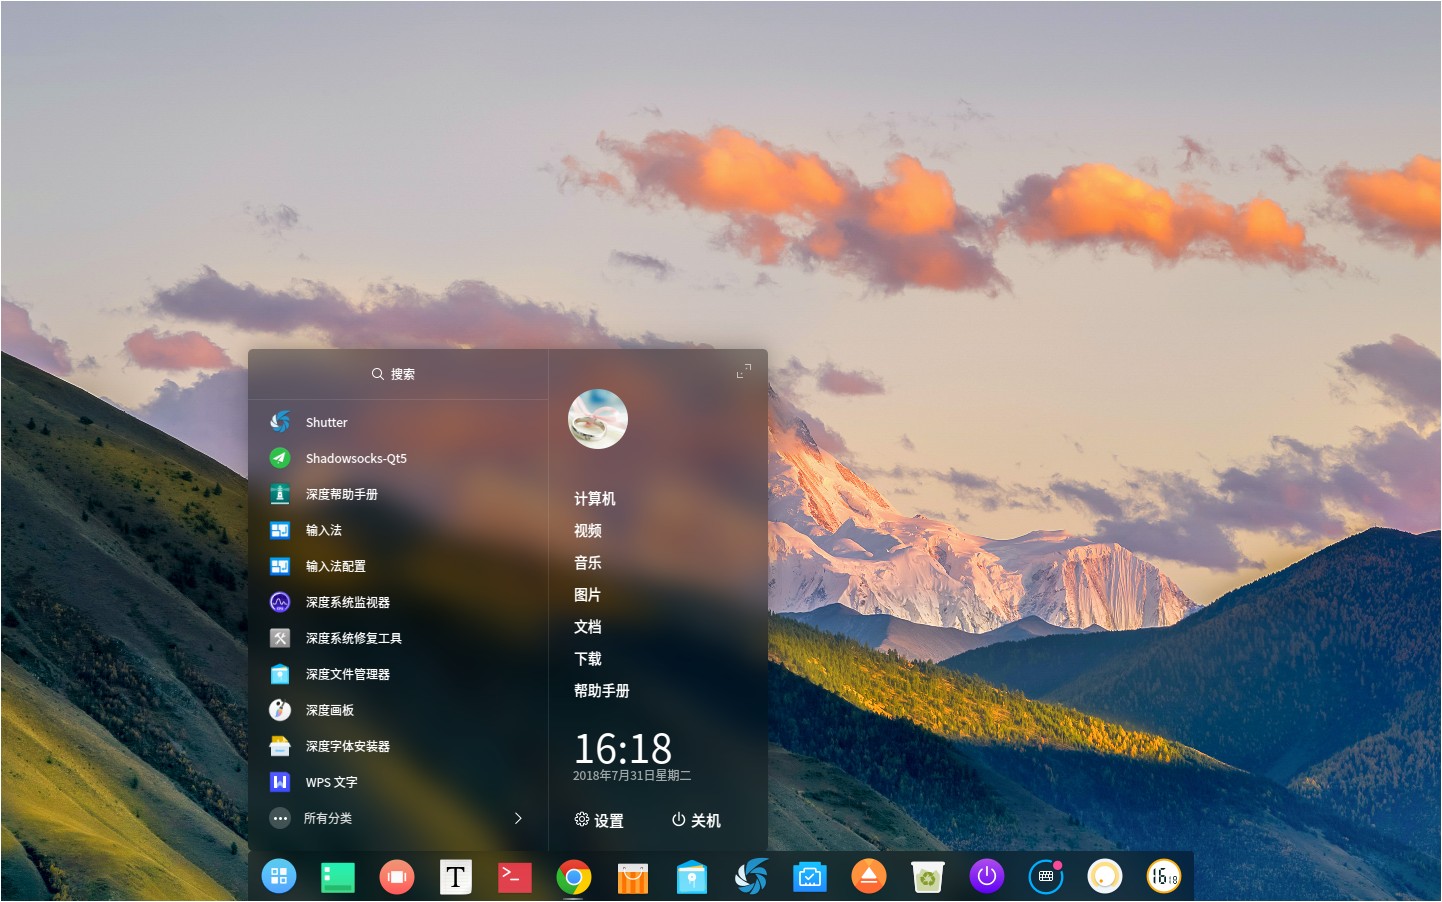 搜索
Shutter
Shadowsocks-Qt5
深度帮助手册
输入法
输入法配置
深度系统监视器
深度系统修复工具
深度文件管理器
深度画板
深度字体安装器
WPS 文字
所有分类
计算机
视频
音乐
图片
文档
下载
帮助手册
16:18
2018年7月31日星期二
设置
关机
T
16 18